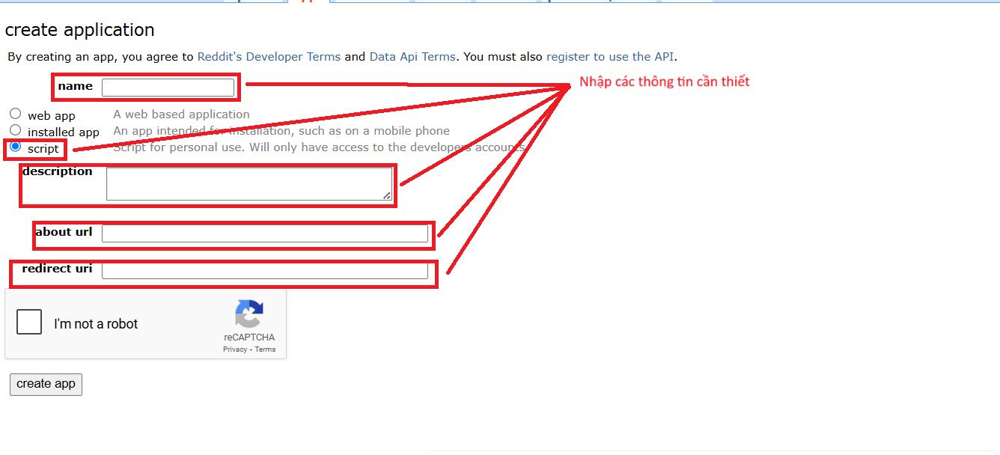 create application
By creating an app, you agree to Reddit's Developer Terms and Data Api Terms. You must also register to use the API.
name
Nhập các thông tin cần thiết
web app A web based application
installed app An app intended for installation, such as on a mobile phone
script Script for personal use. Will only have access to the developers accounts
description
about url
redirect uri
I'm not a robot
reCAPTCHA
Privacy - Terms
create app